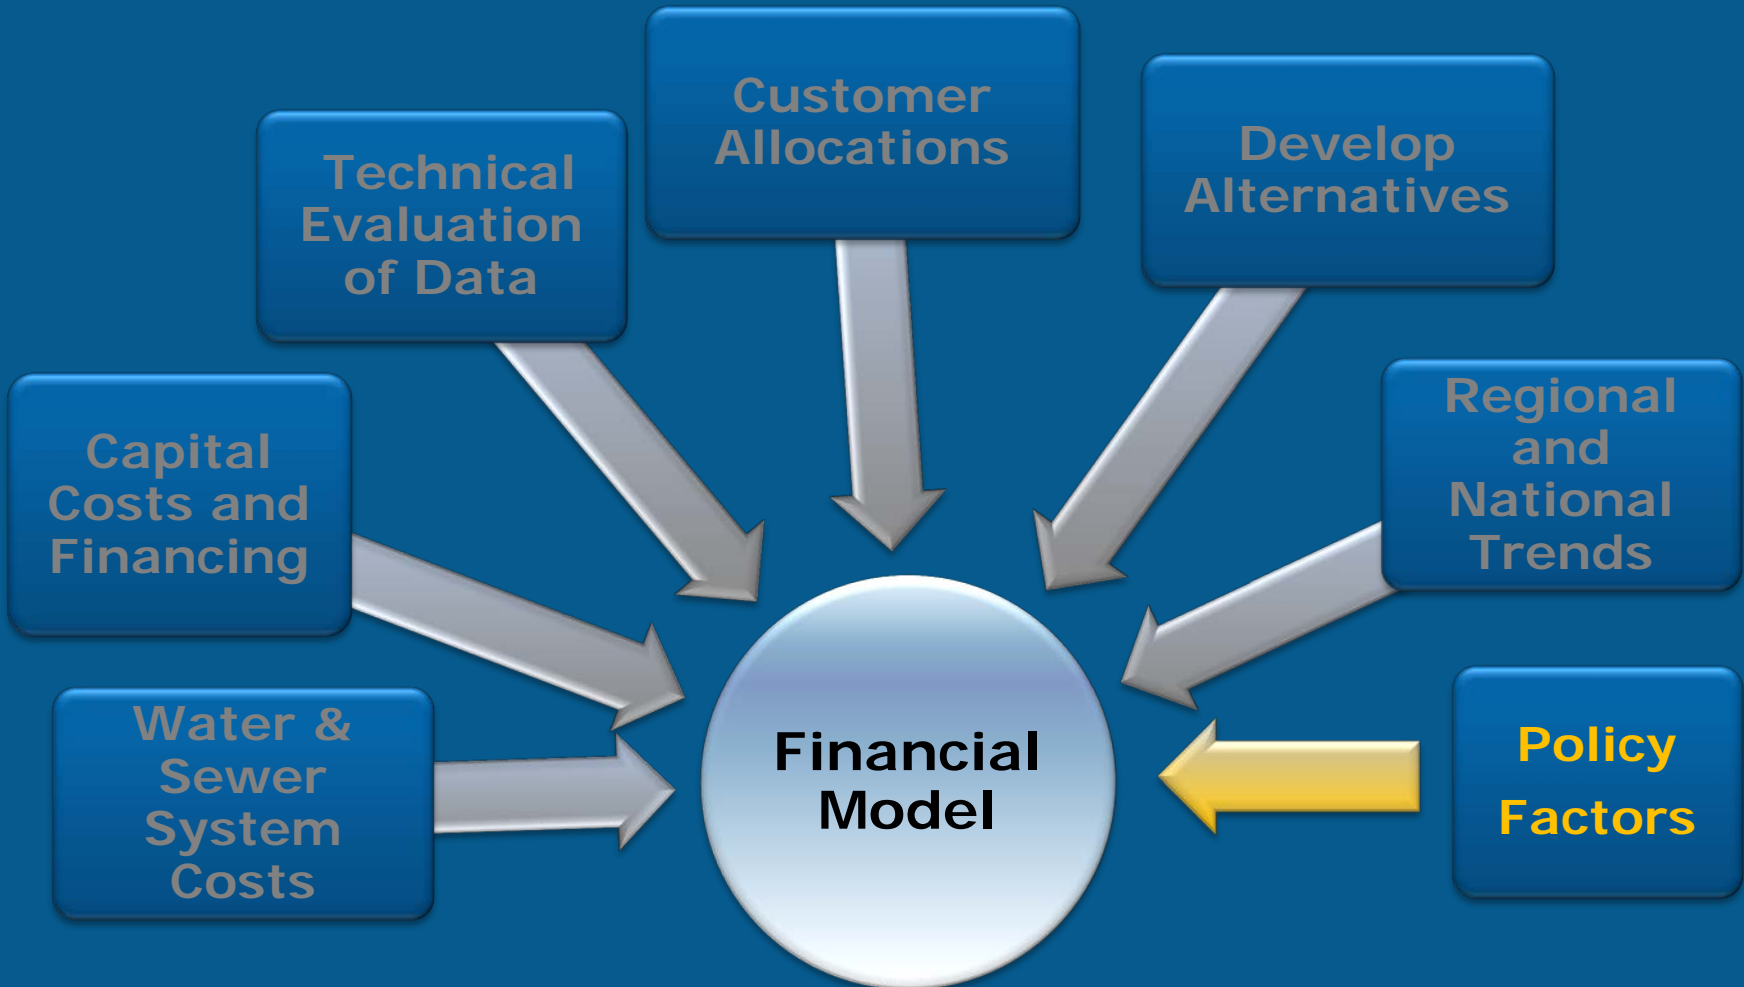 Customer
Allocations
Develop
Alternatives
Technical
Evaluation
of Data
Regional
and
National
Trends
Capital
Costs and
Financing
Water &
Sewer
System
Costs
Financial
Model
Policy
Factors